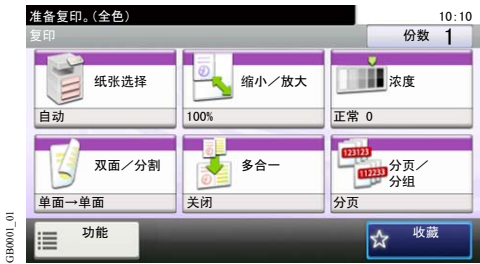 准备复印。(全色)
10:10
复印
份数 1
纸张选择
自动
缩小／放大
100%
浓度
正常 0
双面／分割
单面→单面
多合一
关闭
123123
112233
分页／
分组
分页
功能
收藏
GB0001_01